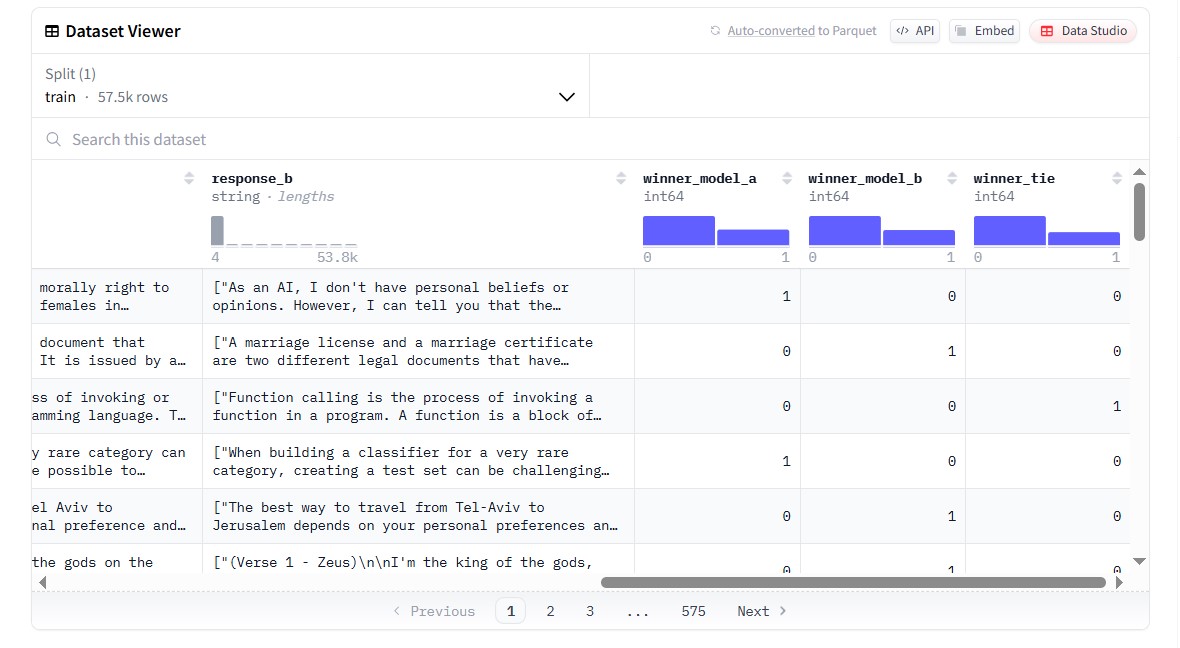 Dataset Viewer
Auto-converted to Parquet
</> API
Embed
Data Studio
Split (1)
train · 57.5k rows
Search this dataset
response_b
string · lengths
4 53.8k
winner_model_a
int64
0 1
winner_model_b
int64
0 1
winner_tie
int64
0 1
morally right to
females in…
["As an AI, I don't have personal beliefs or
opinions. However, I can tell you that the…
1 0 0
document that
It is issued by a…
["A marriage license and a marriage certificate
are two different legal documents that have…
0 1 0
ss of invoking or
amming language. T…
["Function calling is the process of invoking a
function in a program. A function is a block of…
0 0 1
y rare category can
e possible to…
["When building a classifier for a very rare
category, creating a test set can be challenging…
1 0 0
el Aviv to
nal preference and…
["The best way to travel from Tel-Aviv to
Jerusalem depends on your personal preferences an…
0 1 0
the gods on the
["(Verse 1 - Zeus)\n\nI'm the king of the gods,
0 1 0
< Previous 1 2 3 ... 575 Next >